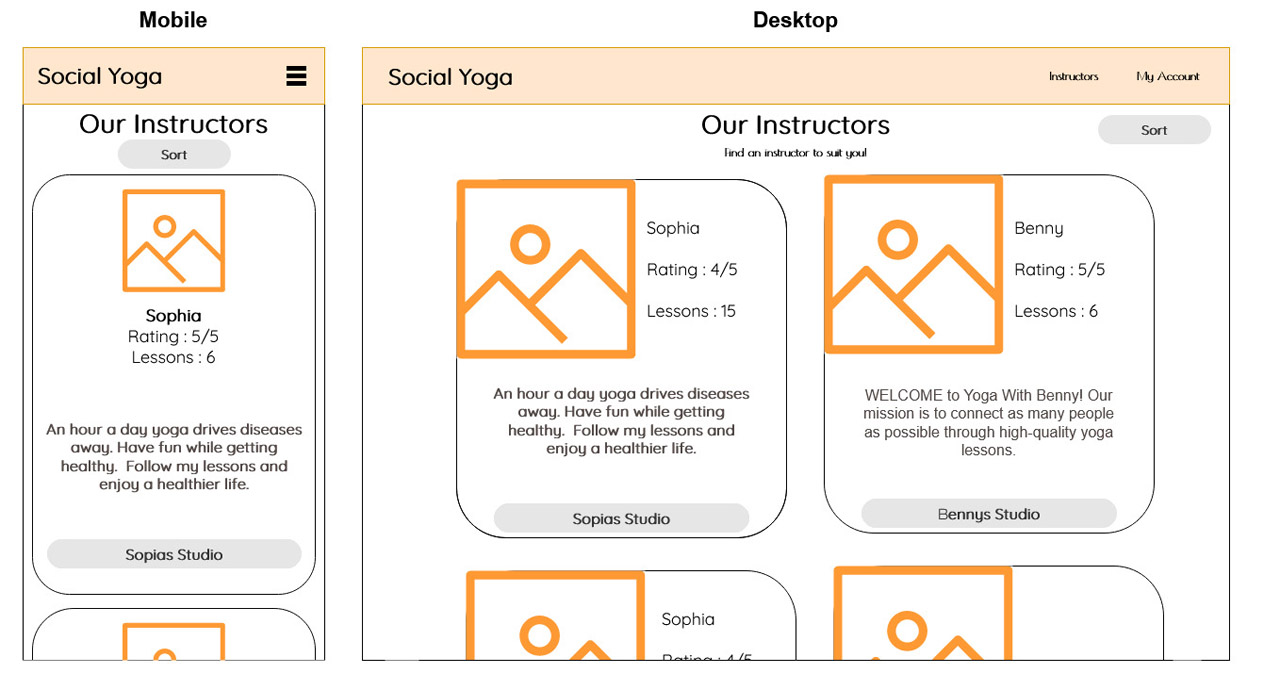 Mobile
Social Yoga
Our Instructors
Sort
Sophia
Rating : 5/5
Lessons : 6
An hour a day yoga drives diseases
away. Have fun while getting
healthy.  Follow my lessons and
enjoy a healthier life.
Sopias Studio
Desktop
Social Yoga
Instructors
My Account
Our Instructors
Find an instructor to suit you!
Sort
Sophia
Rating : 4/5
Lessons : 15
An hour a day yoga drives diseases
away. Have fun while getting
healthy.  Follow my lessons and
enjoy a healthier life.
Sopias Studio
Benny
Rating : 5/5
Lessons : 6
WELCOME to Yoga With Benny! Our
mission is to connect as many people
as possible through high-quality yoga
lessons.
Bennys Studio
Sophia
Rating : 4/5